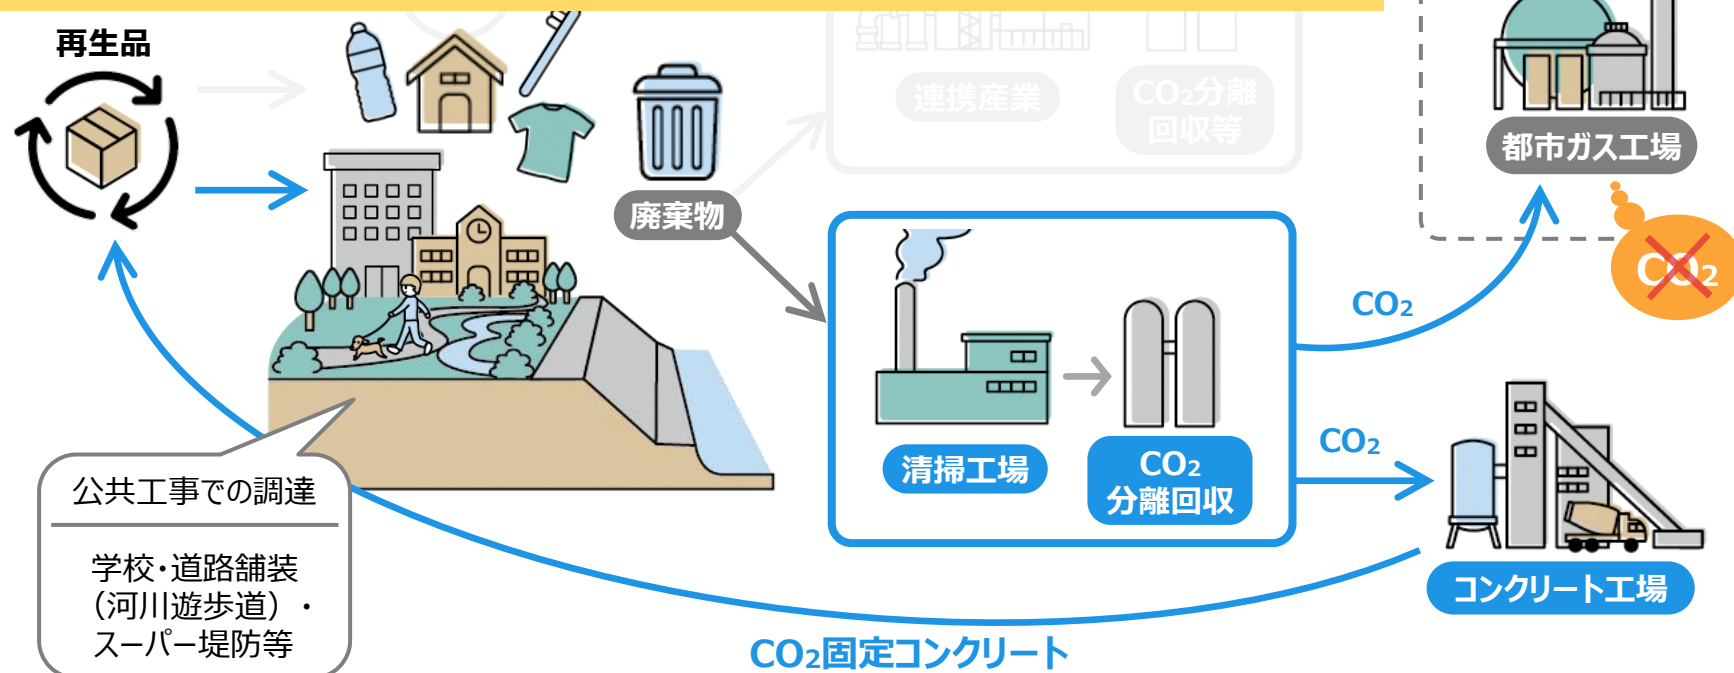 再生品
連携産業
CO₂分離
回収等
都市ガス工場
廃棄物
CO₂
CO₂
清掃工場
CO₂
分離回収
CO₂
コンクリート工場
公共工事での調達
学校・道路舗装
（河川遊歩道）・
スーパー堤防等
CO₂固定コンクリート